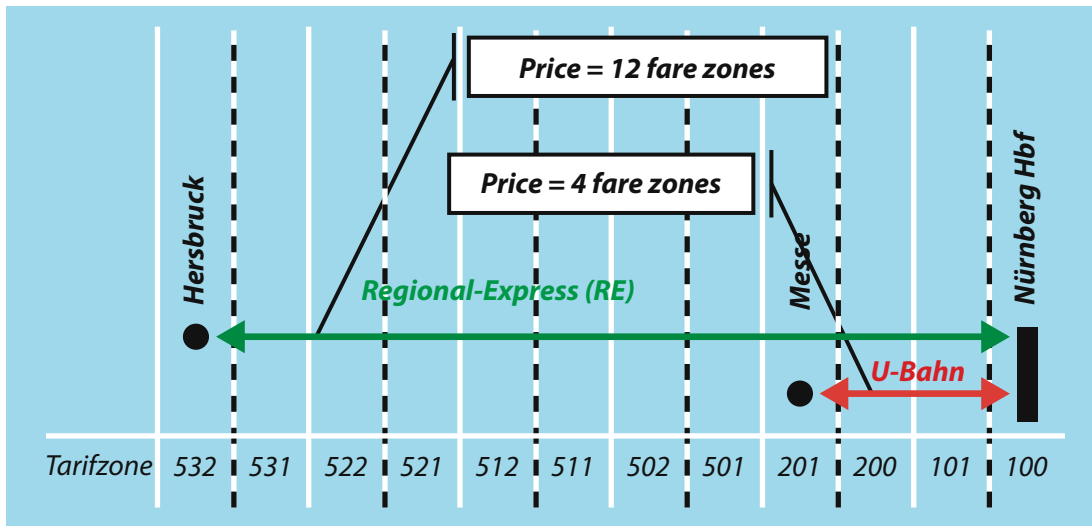 Price = 12 fare zones
Price = 4 fare zones
Hersbruck
Messe
Nürnberg Hbf
Regional-Express (RE)
U-Bahn
Tarifzone 532 531 522 521 512 511 502 501 201 200 101 100